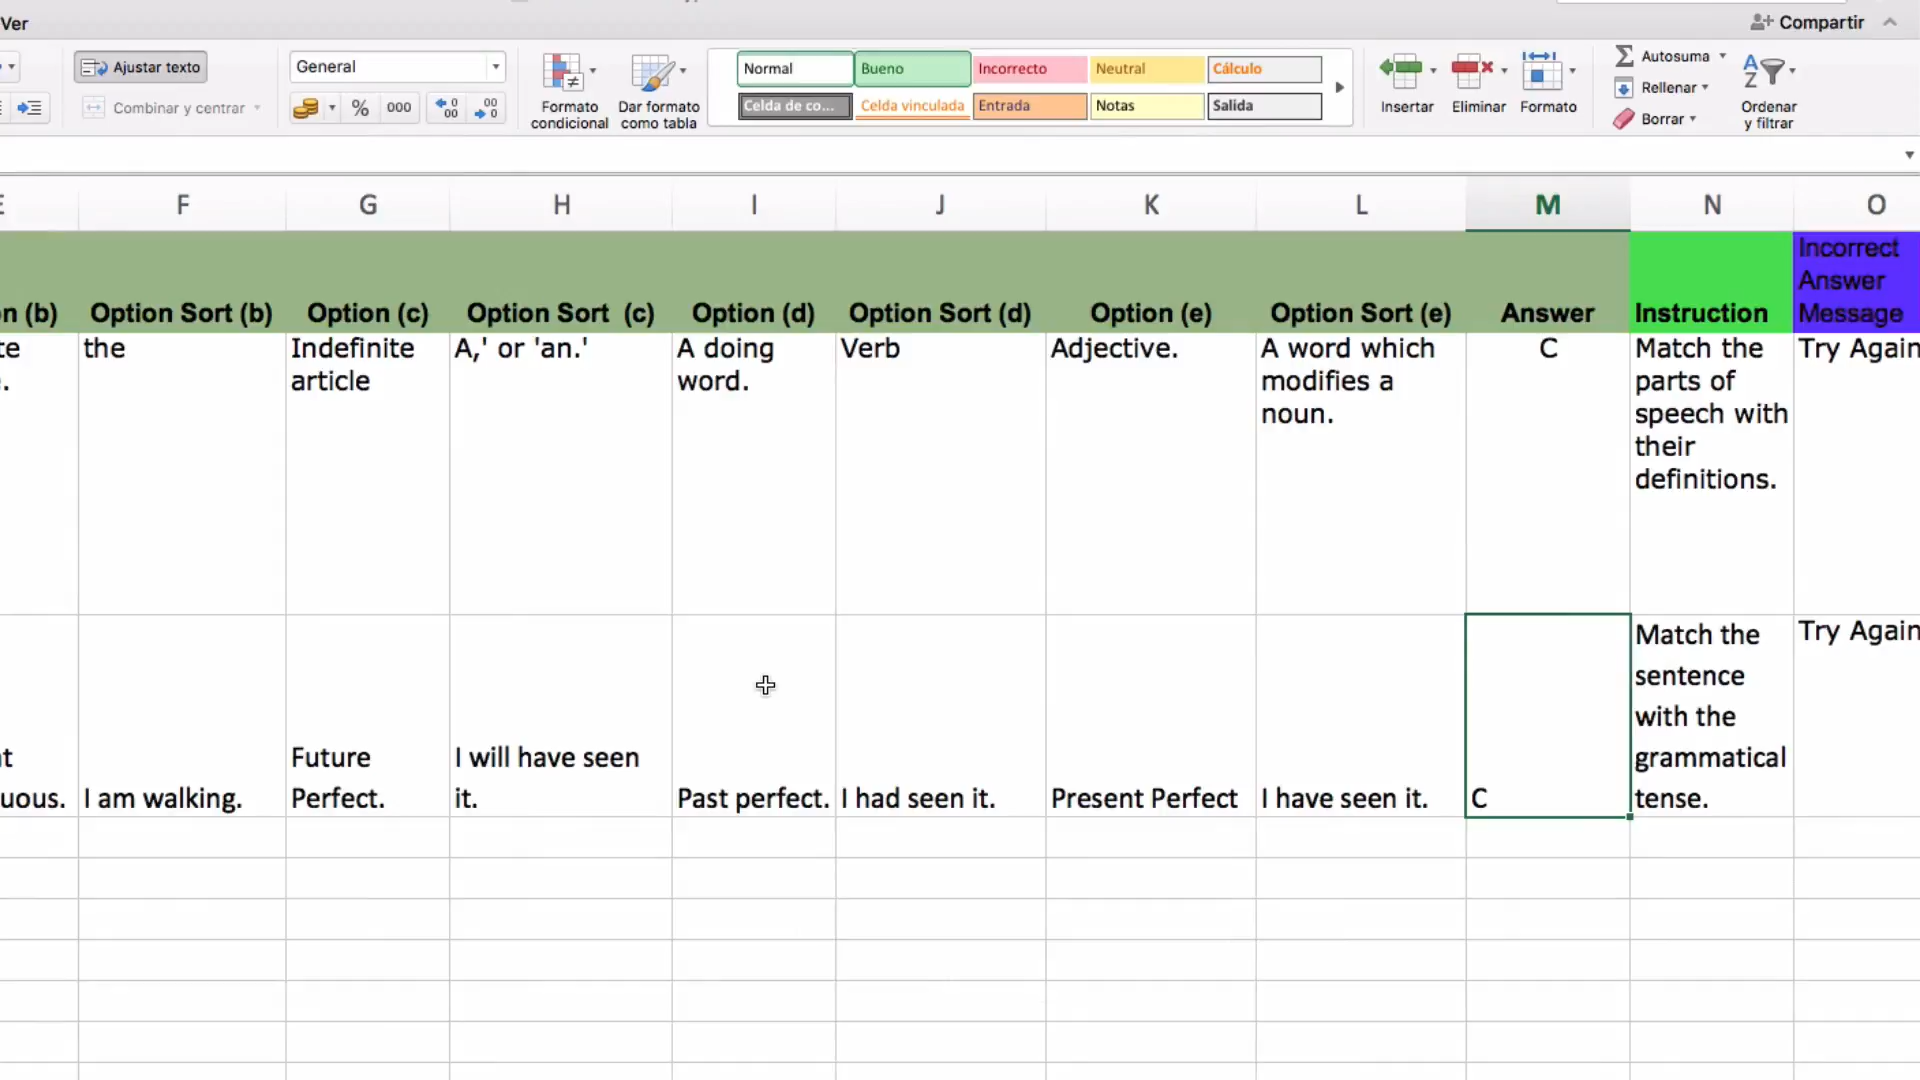 Ver
Compartir
Ajustar texto
General
Normal
Bueno
Incorrecto
Neutral
Cálculo
Autosuma
Rellenar
Combinar y centrar
% 000
Formato
condicional
Dar formato
como tabla
Celda de co...
Celda vinculada
Entrada
Notas
Salida
Insertar
Eliminar
Formato
Borrar
Ordenar
y filtrar
F G H I J K L M N O
n (b)
Option Sort (b)
Option (c)
Option Sort (c)
Option (d)
Option Sort (d)
Option (e)
Option Sort (e)
Answer
Instruction
Incorrect
Answer
Message
te
the
Indefinite
article
A,' or 'an.'
A doing
word.
Verb
Adjective.
A word which
modifies a
noun.
C
Match the
parts of
speech with
their
definitions.
Try Again
uous.
I am walking.
Future
Perfect.
I will have seen
it.
Past perfect.
I had seen it.
Present Perfect
I have seen it.
C
Match the
sentence
with the
grammatical
tense.
Try Again